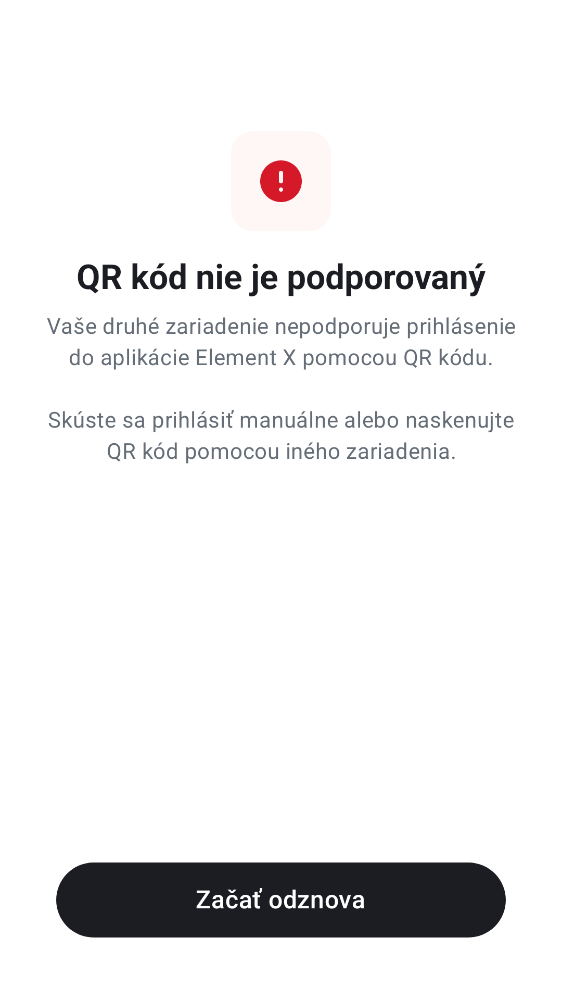 QR kód nie je podporovaný
Vaše druhé zariadenie nepodporuje prihlásenie
do aplikácie Element X pomocou QR kódu.
Skúste sa prihlásiť manuálne alebo naskenujte
QR kód pomocou iného zariadenia.
Začať odznova